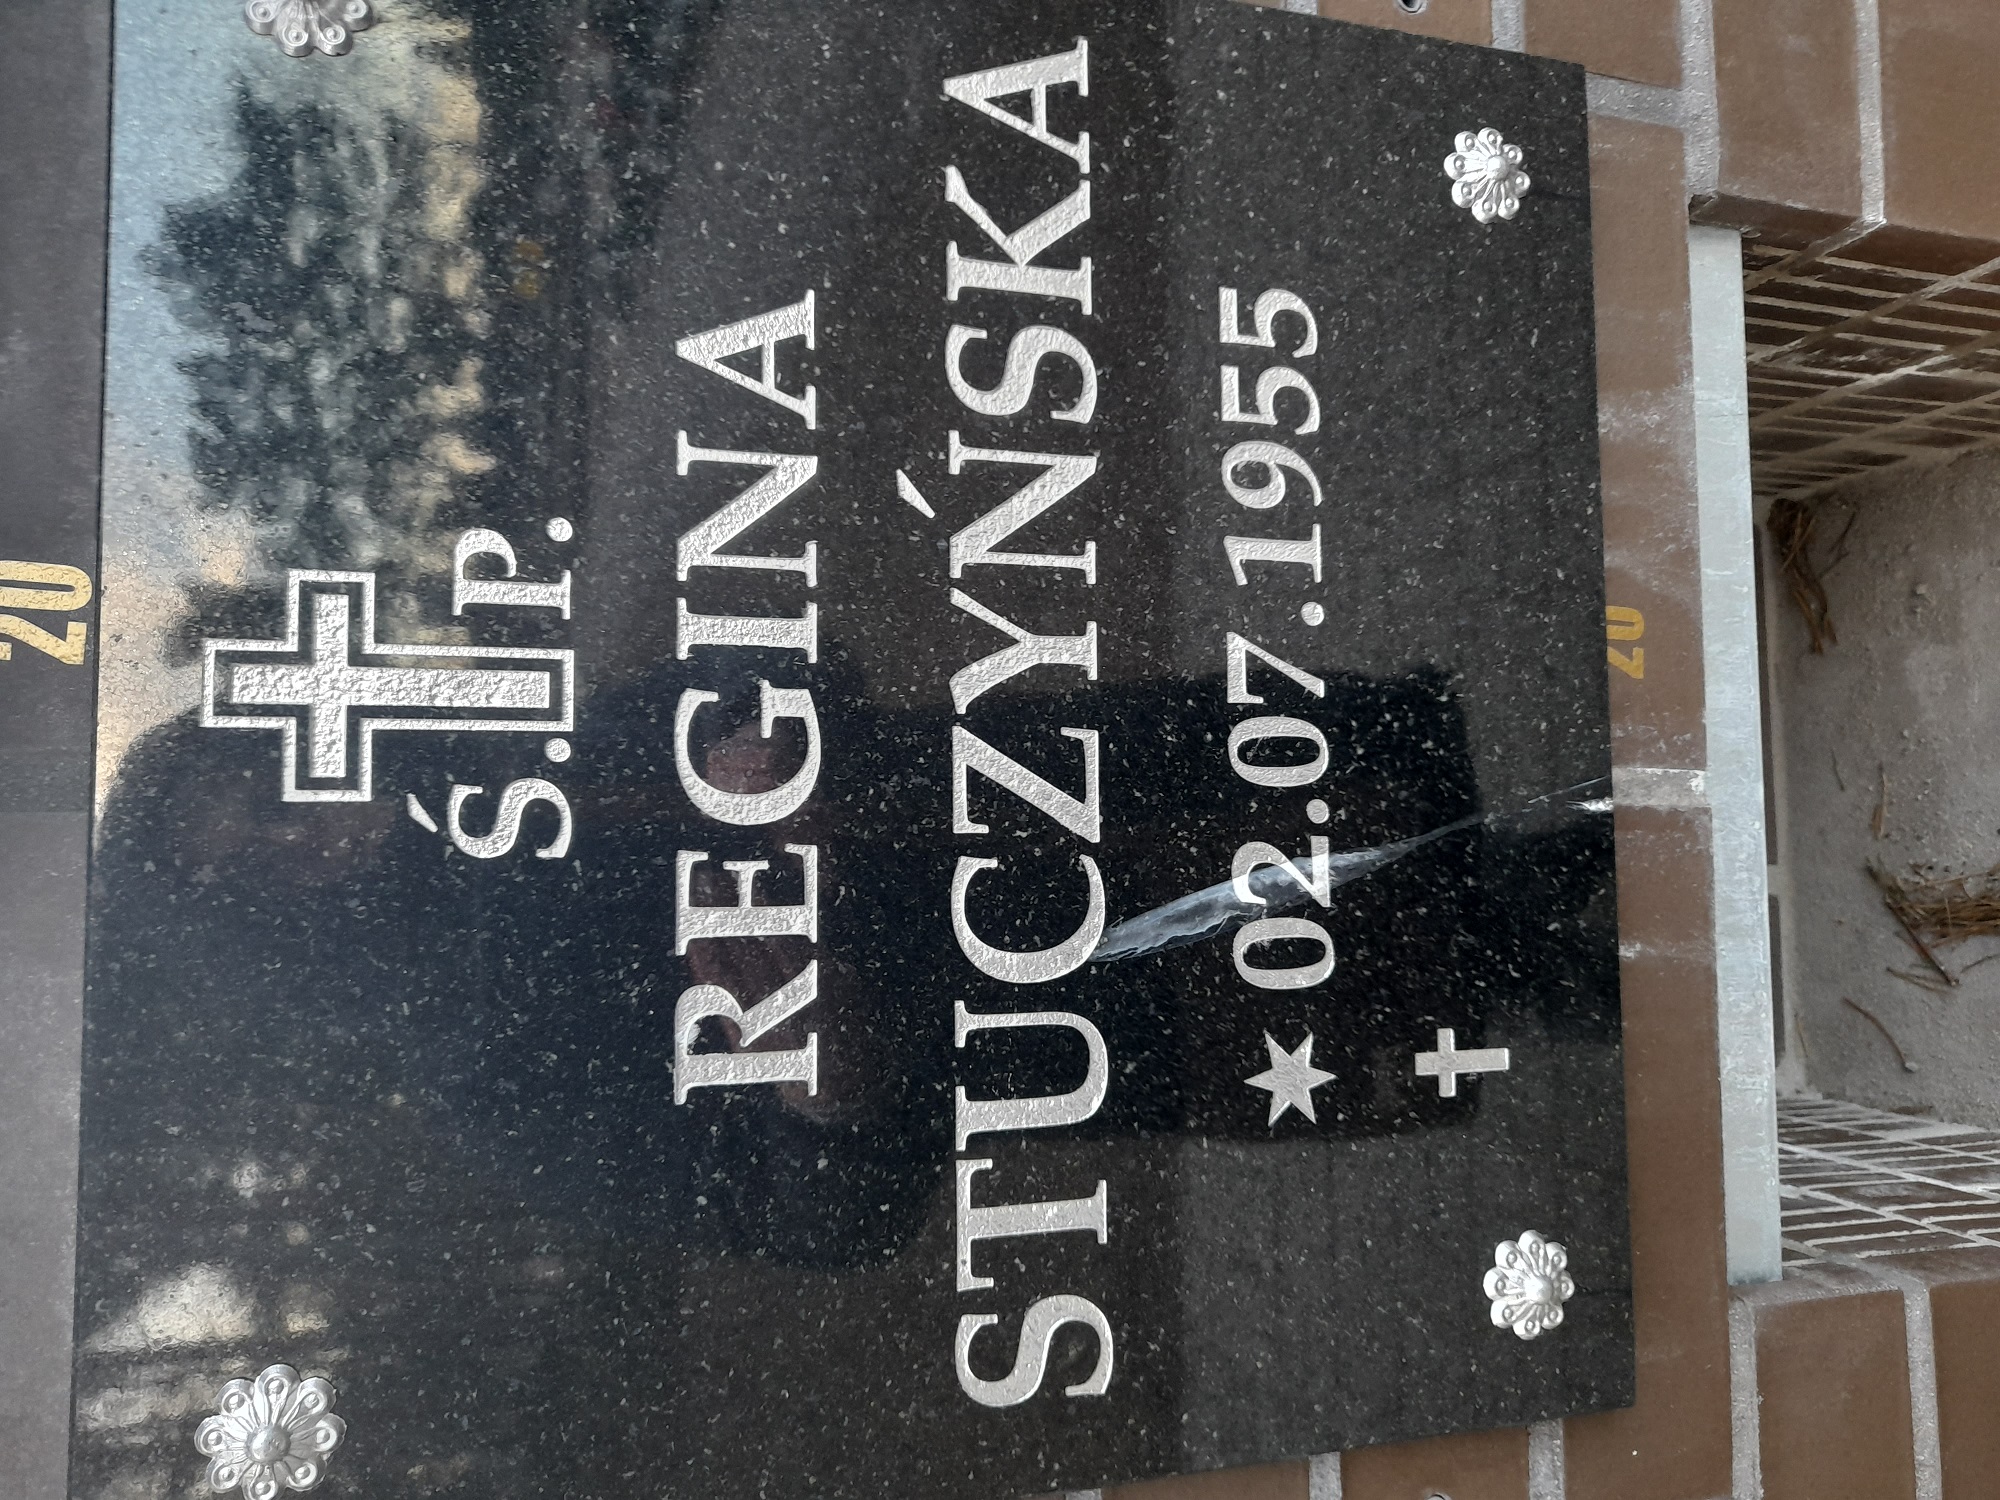 20
Ś. P.
REGINA
STUCZYŃSKA
02.07.1955
20